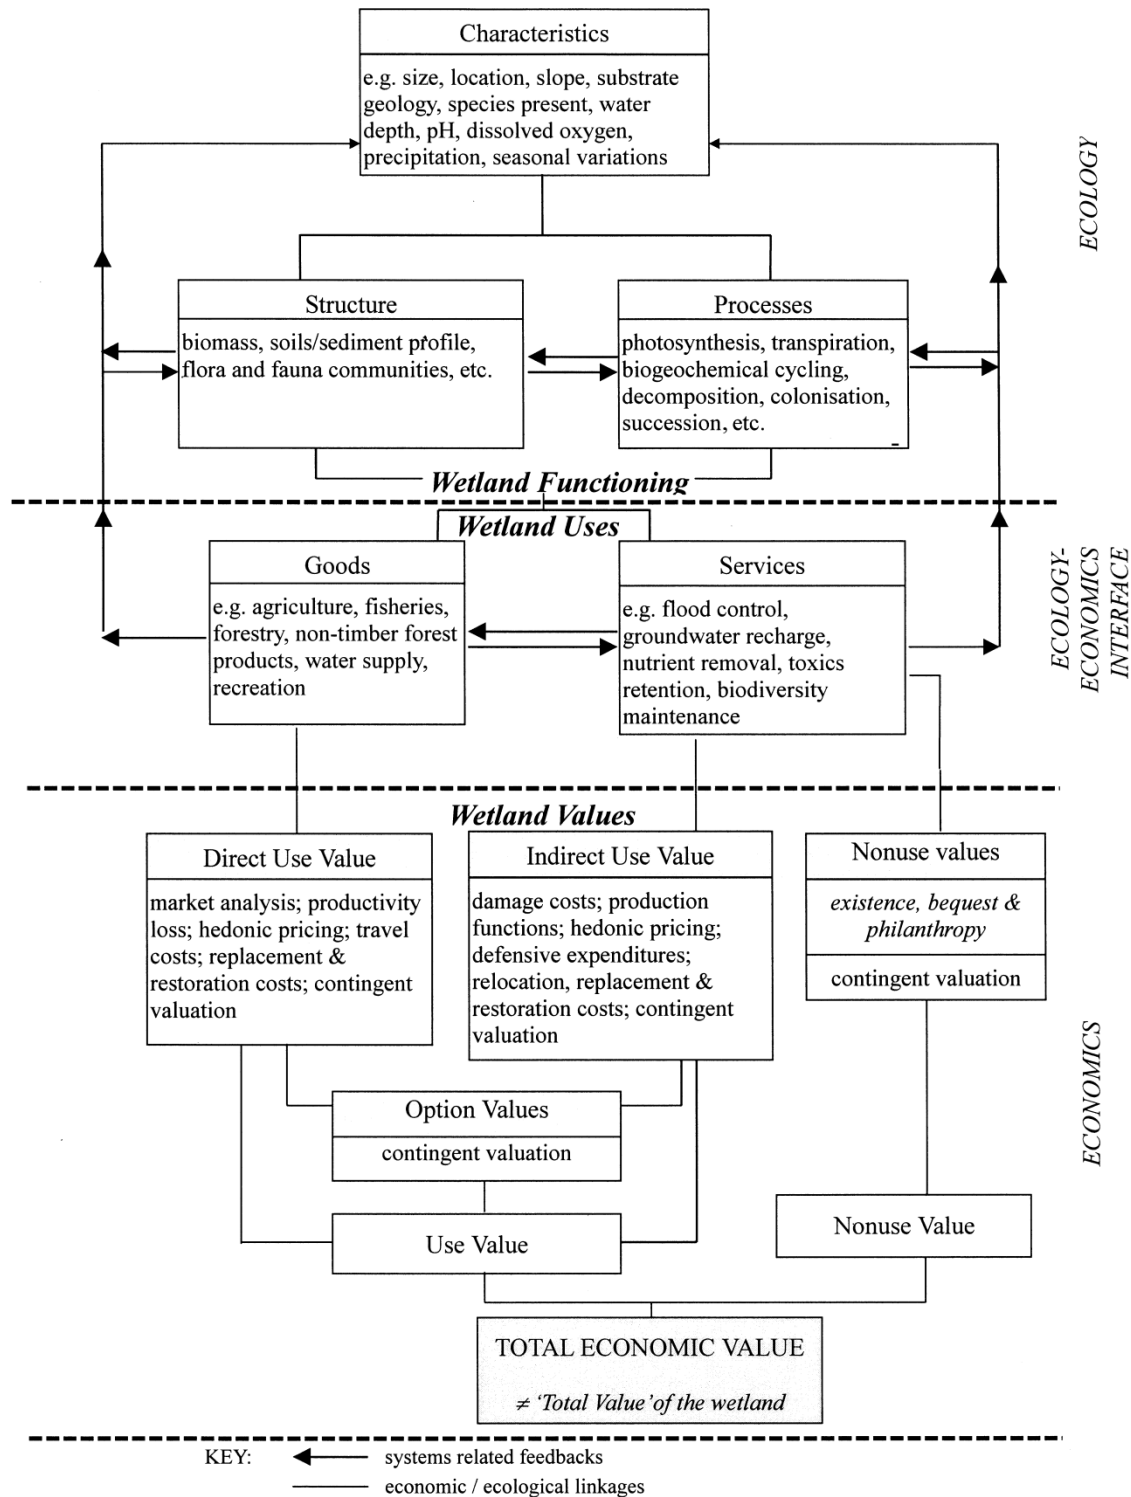 Characteristics
e.g. size, location, slope, substrate
geology, species present, water
depth, pH, dissolved oxygen,
precipitation, seasonal variations
ECOLOGY
Structure
biomass, soils/sediment profile,
flora and fauna communities, etc.
Processes
photosynthesis, transpiration,
biogeochemical cycling,
decomposition, colonisation,
succession, etc.
Wetland Functioning
Wetland Uses
Goods
e.g. agriculture, fisheries,
forestry, non-timber forest
products, water supply,
recreation
Services
e.g. flood control,
groundwater recharge,
nutrient removal, toxics
retention, biodiversity
maintenance
ECOLOGY-
ECONOMICS
INTERFACE
Wetland Values
Direct Use Value
market analysis; productivity
loss; hedonic pricing; travel
costs; replacement &
restoration costs; contingent
valuation
Indirect Use Value
damage costs; production
functions; hedonic pricing;
defensive expenditures;
relocation, replacement &
restoration costs; contingent
valuation
Nonuse values
existence, bequest &
philanthropy
contingent valuation
ECONOMICS
Option Values
contingent valuation
Use Value
Nonuse Value
TOTAL ECONOMIC VALUE
≠ ‘Total Value’ of the wetland
KEY:
systems related feedbacks
economic / ecological linkages